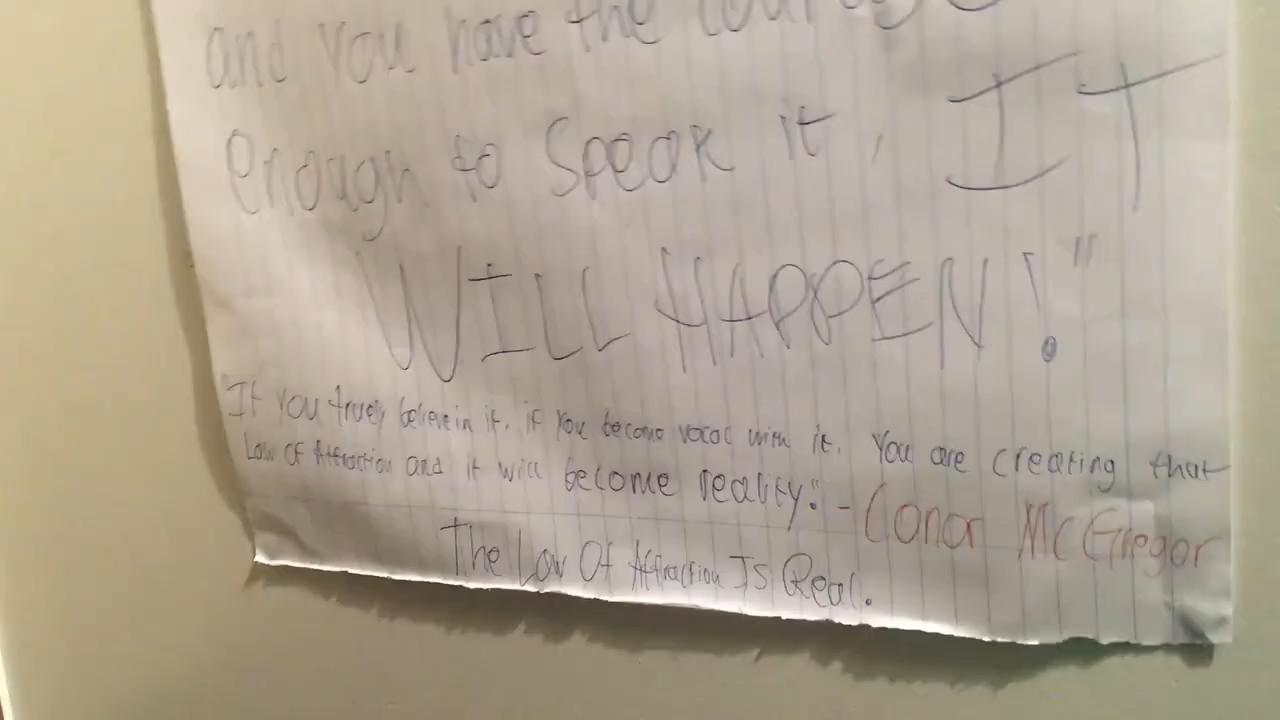 and you have the courage
enough to speak it, IT
WILL HAPPEN!"
"If you truely believe in it, if you become vocal with it. You are creating that
Law Of Attraction and it will become reality." - Conor McGregor
The Law Of Attraction Is Real.